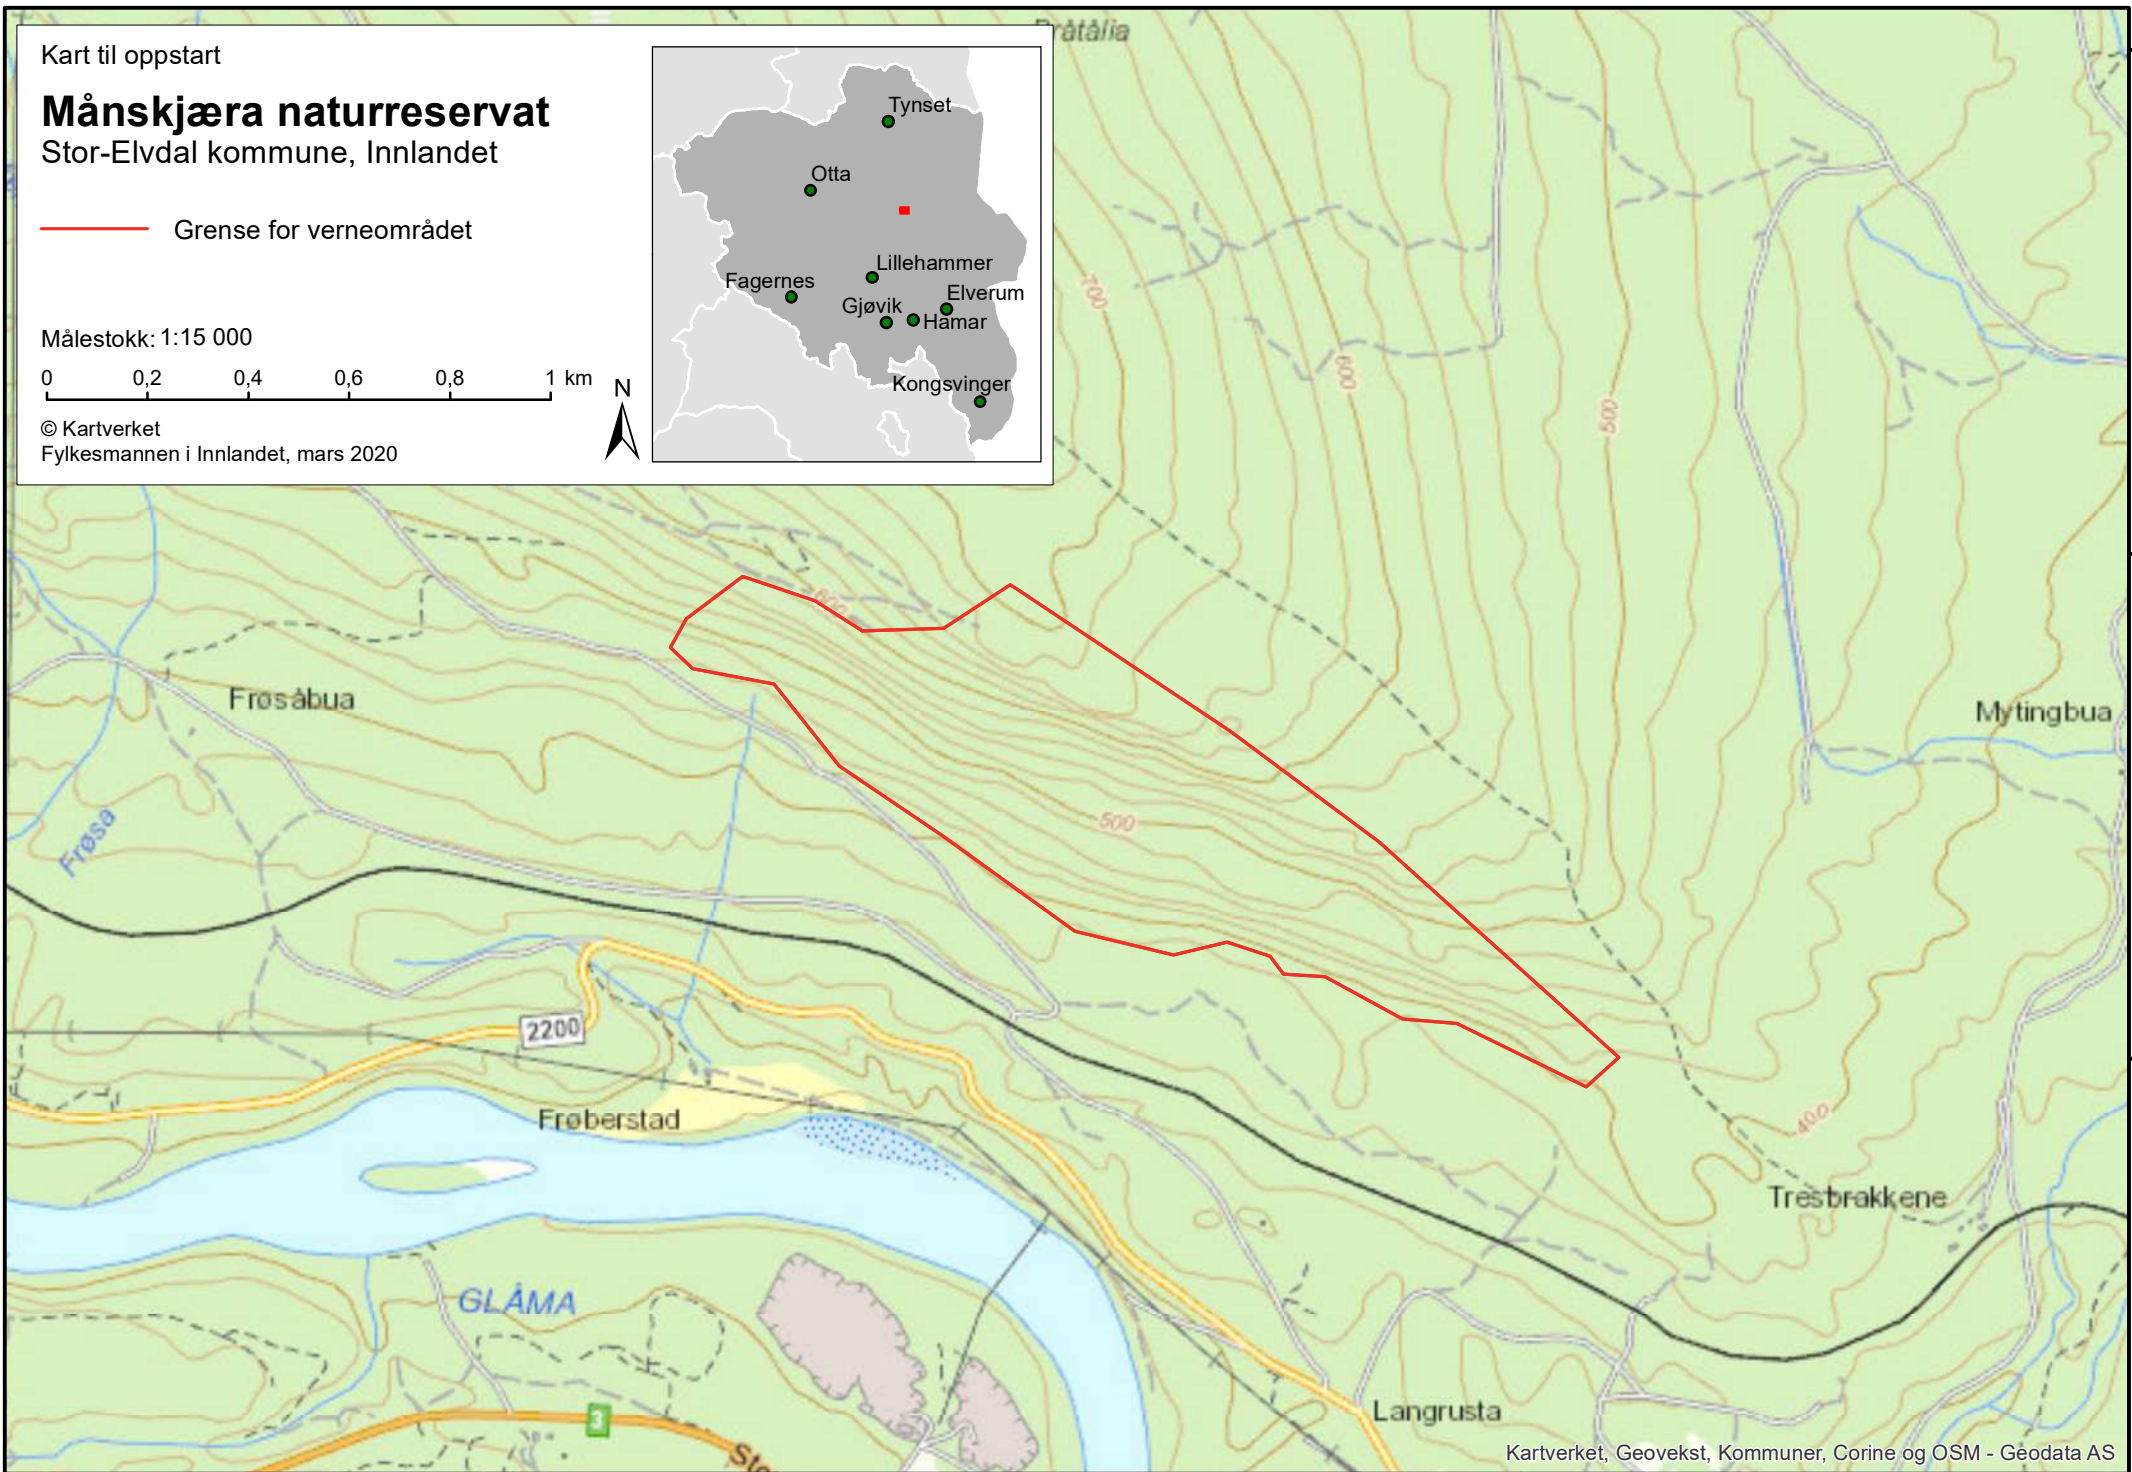 Kart til oppstart
Månskjæra naturreservat
Stor-Elvdal kommune, Innlandet
Grense for verneområdet
Målestokk: 1:15 000
0 0,2 0,4 0,6 0,8 1 km
N
© Kartverket
Fylkesmannen i Innlandet, mars 2020
Tynset
Otta
Lillehammer
Fagernes
Elverum
Gjøvik
Hamar
Kongsvinger
700
600
500
600
Frøsåbua
Mytingbua
Frøsa
500
2200
Frøberstad
400
Tresbrakkene
GLÅMA
3
Langrusta
Kartverket, Geovekst, Kommuner, Corine og OSM - Geodata AS